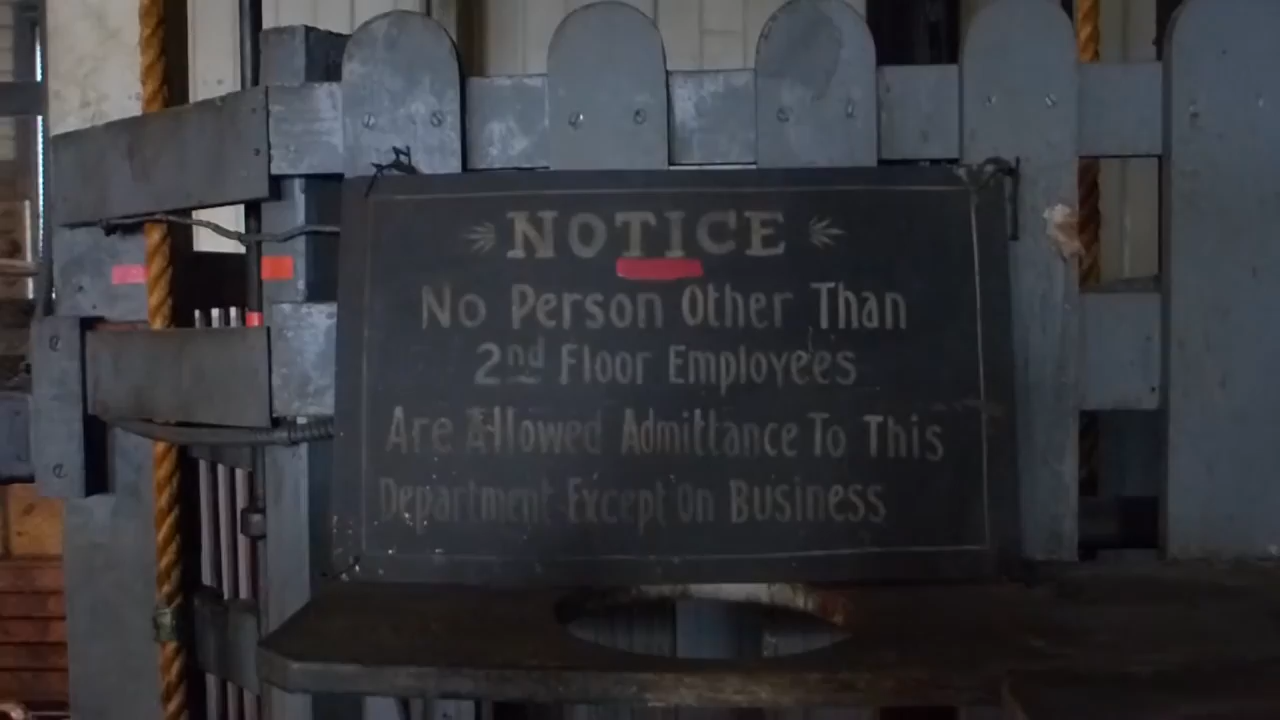 NOTICE
No Person Other Than
2nd Floor Employees
Are Allowed Admittance To This
Department Except On Business